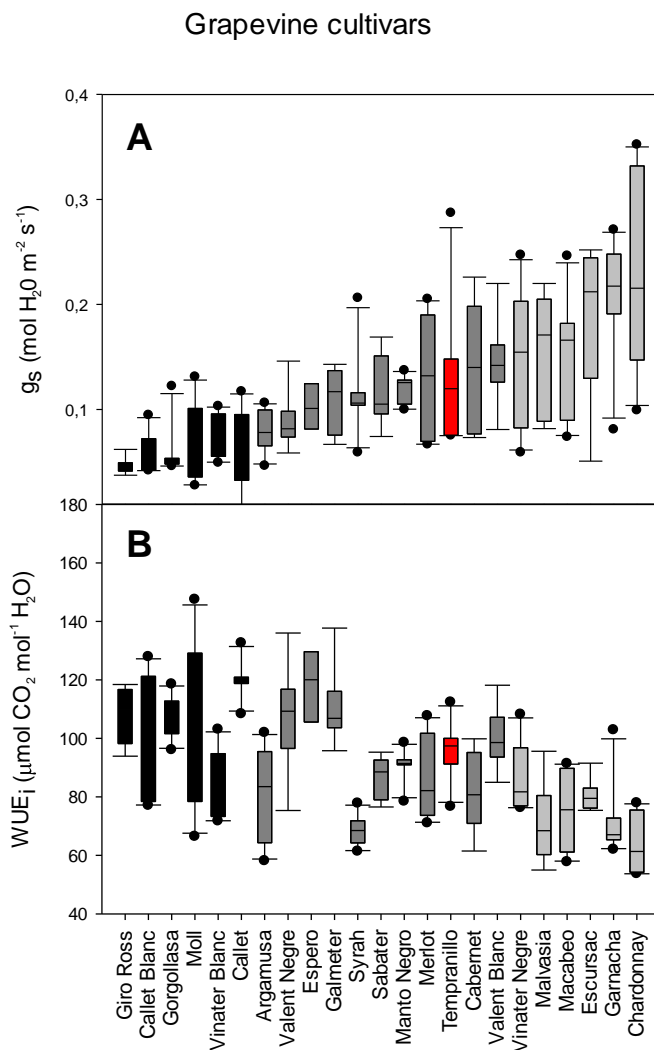 Grapevine cultivars
A
0,4
0,3
0,2
0,1
gs (mol H20 m-2 s-1)
B
180
160
140
120
100
80
60
40
WUEi (μmol CO2 mol-1 H2O)
Giro Ross
Callet Blanc
Gorgollasa
Moll
Vinater Blanc
Callet
Argamusa
Valent Negre
Espero
Galmeter
Syrah
Sabater
Manto Negro
Merlot
Tempranillo
Cabernet
Valent Blanc
Vinater Negre
Malvasia
Macabeo
Escursac
Garnacha
Chardonnay